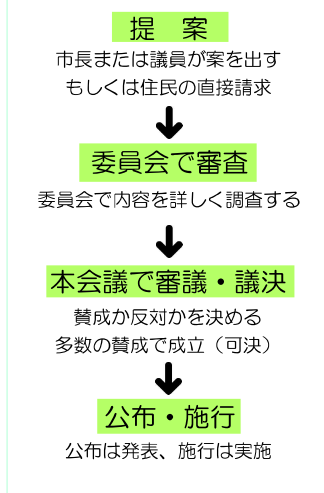 提　案
市長または議員が案を出す
もしくは住民の直接請求
委員会で審査
委員会で内容を詳しく調査する
本会議で審議・議決
賛成か反対かを決める
多数の賛成で成立（可決）
公布・施行
公布は発表、施行は実施